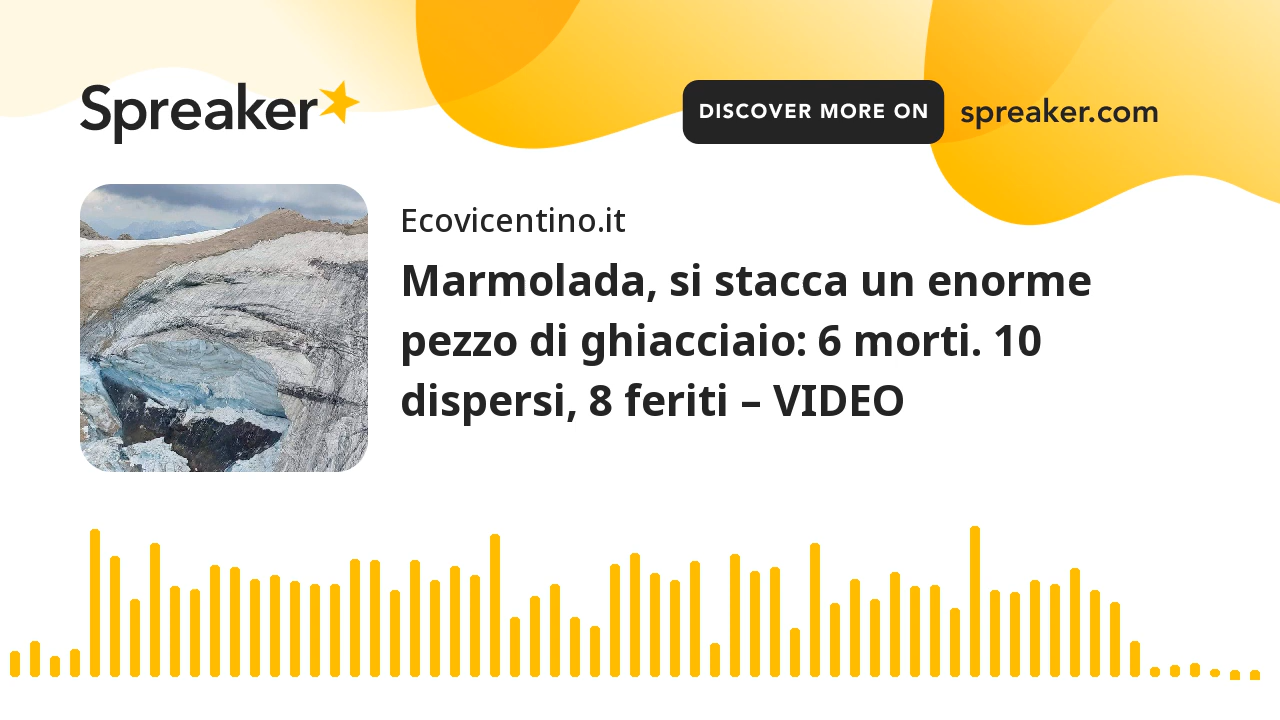 Spreaker
DISCOVER MORE ON spreaker.com
Ecovicentino.it
Marmolada, si stacca un enorme
pezzo di ghiacciaio: 6 morti. 10
dispersi, 8 feriti – VIDEO